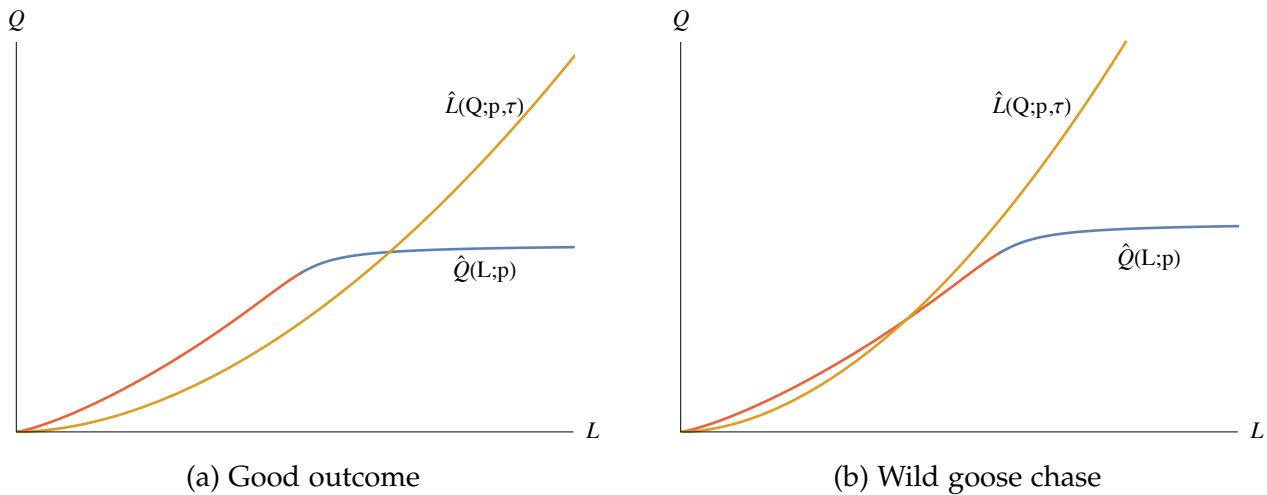 Q
L̂(Q;p,τ)
Q̂(L;p)
L
(a) Good outcome
Q
L̂(Q;p,τ)
Q̂(L;p)
L
(b) Wild goose chase